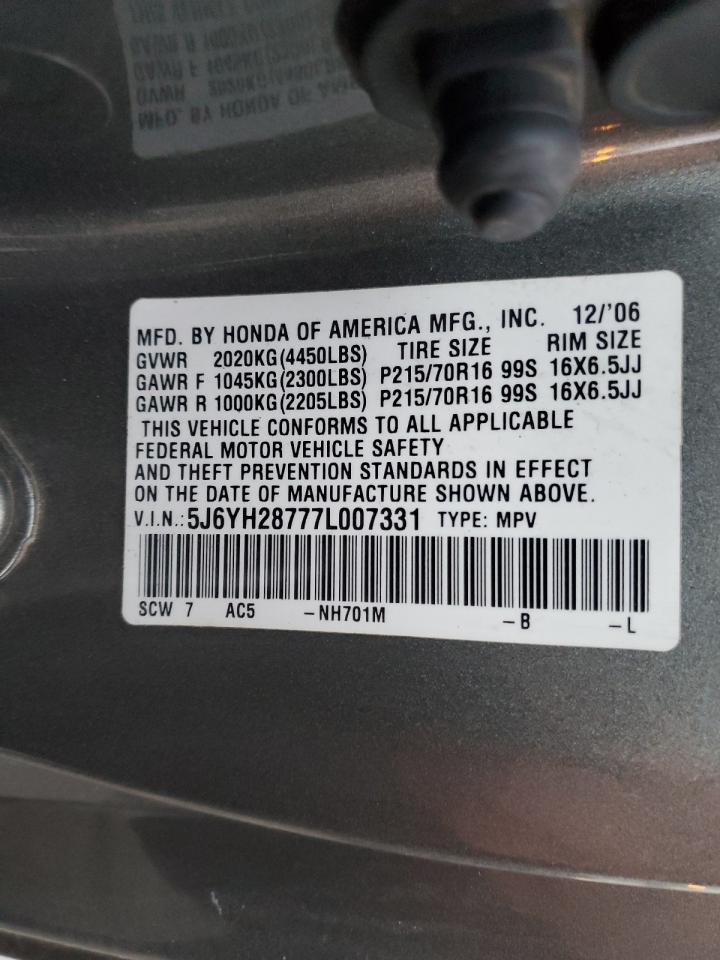 MFD. BY HONDA OF AMERICA MFG., INC. 12/'06
GVWR 2020KG(4450LBS) TIRE SIZE RIM SIZE
GAWR F 1045KG(2300LBS) P215/70R16 99S 16X6.5JJ
GAWR R 1000KG(2205LBS) P215/70R16 99S 16X6.5JJ
THIS VEHICLE CONFORMS TO ALL APPLICABLE
FEDERAL MOTOR VEHICLE SAFETY
AND THEFT PREVENTION STANDARDS IN EFFECT
ON THE DATE OF MANUFACTURE SHOWN ABOVE.
V.I.N.:5J6YH28777L007331 TYPE: MPV
SCW 7 AC5 -NH701M -B -L